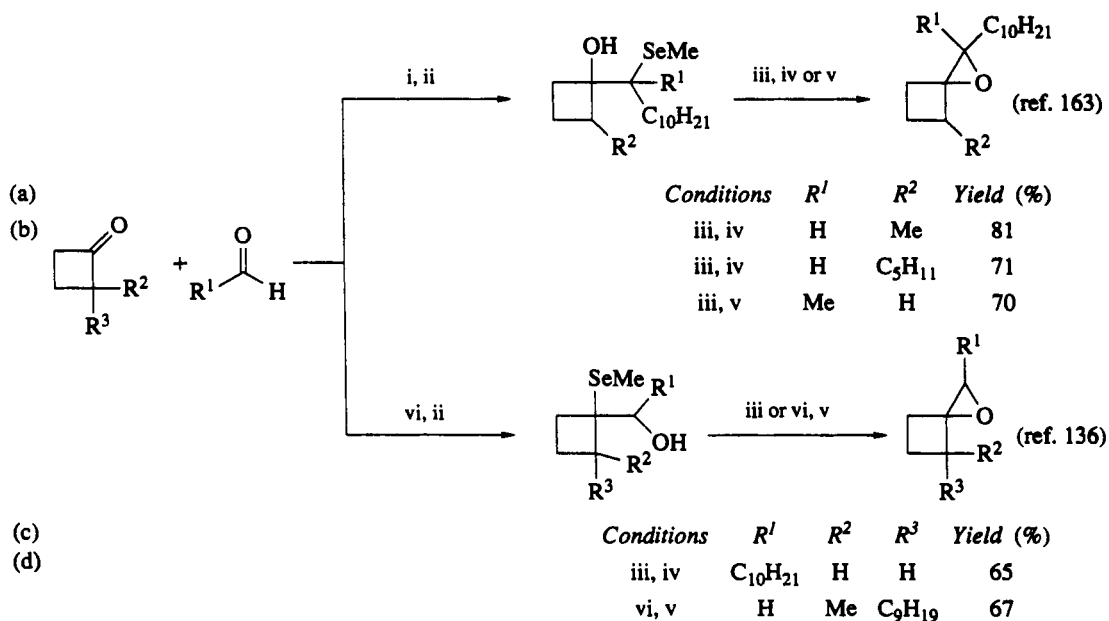 OH
SeMe
R¹
C₁₀H₂₁
R²
i, ii
iii, iv or v
R¹
C₁₀H₂₁
O
R²
(ref. 163)
(a)
(b)
Conditions R¹ R² Yield (%)
iii, iv H Me 81
iii, iv H C₅H₁₁ 71
iii, v Me H 70
O
R²
R³
+
O
R¹
H
vi, ii
SeMe
R¹
OH
R²
R³
iii or vi, v
R¹
O
R²
R³
(ref. 136)
(c)
(d)
Conditions R¹ R² R³ Yield (%)
iii, iv C₁₀H₂₁ H H 65
vi, v H Me C₉H₁₉ 67